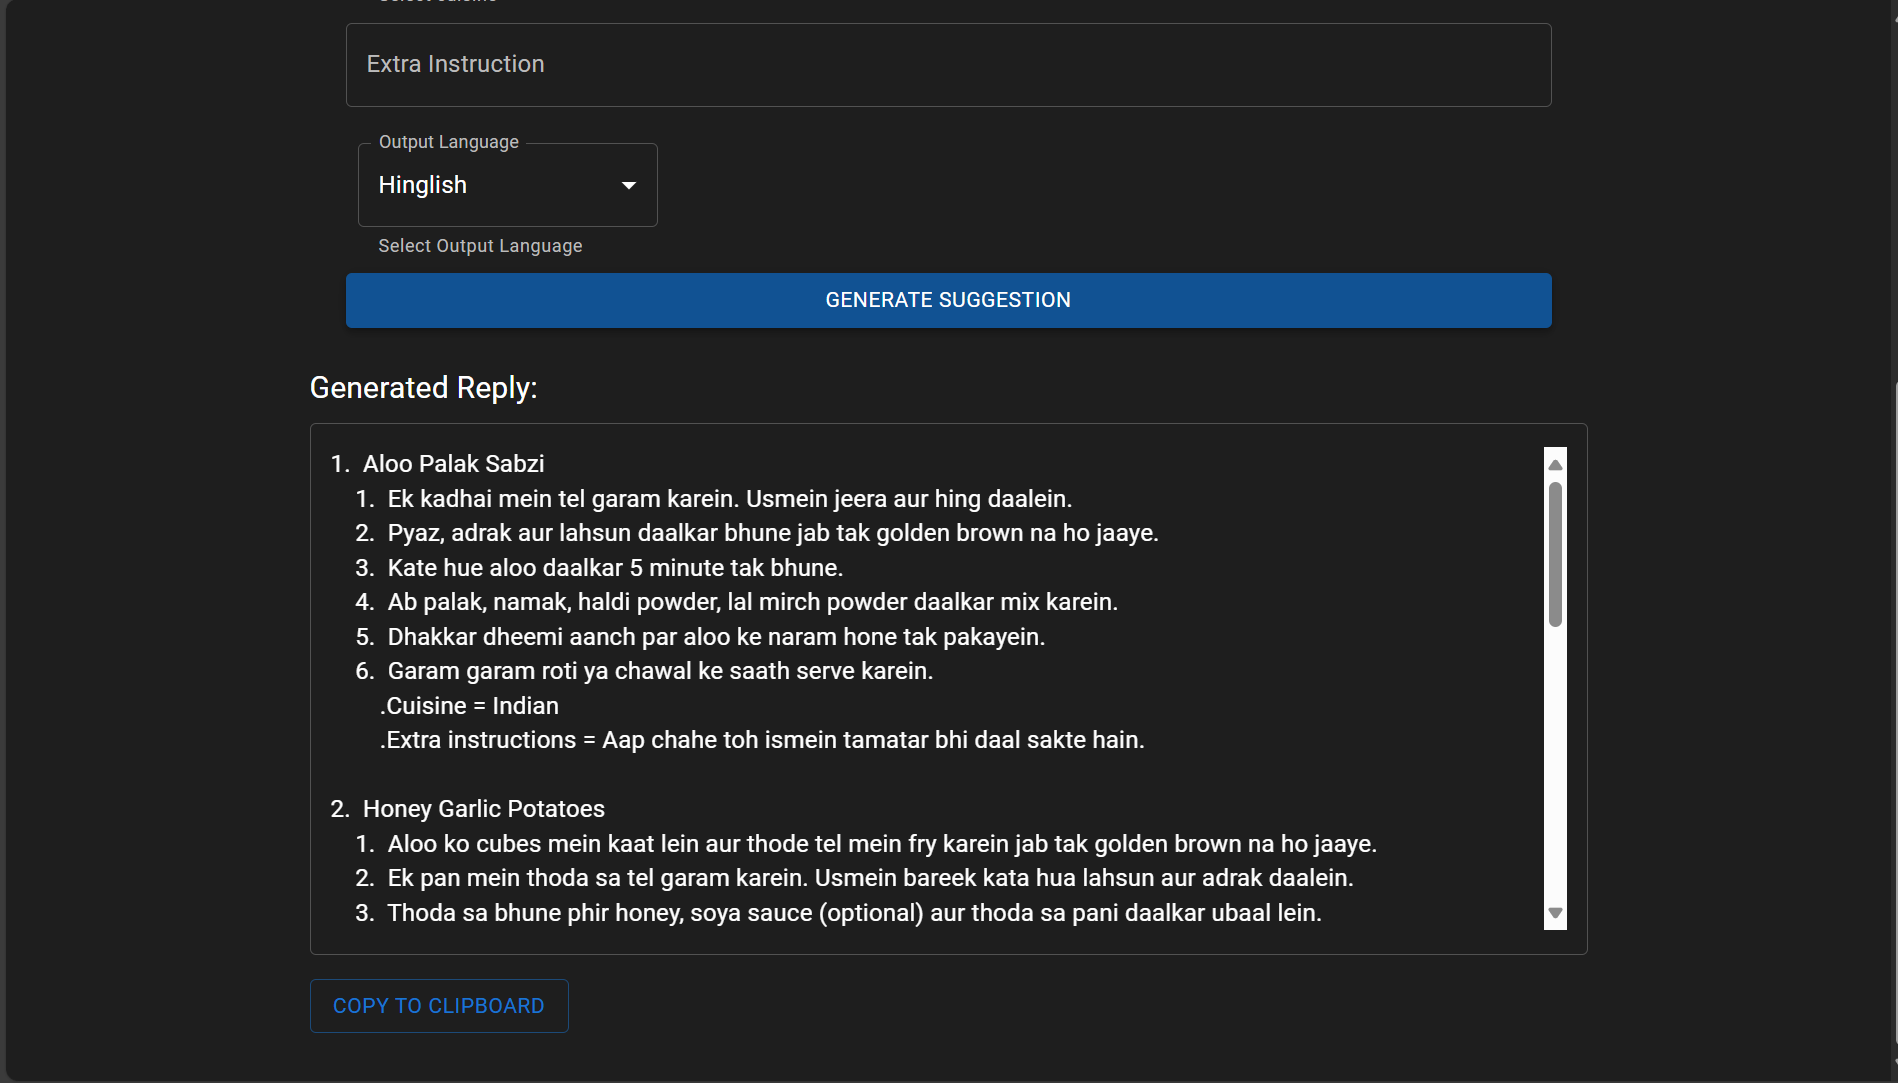 Extra Instruction
Output Language
Hinglish
Select Output Language
GENERATE SUGGESTION
Generated Reply:
1. Aloo Palak Sabzi
1. Ek kadhai mein tel garam karein. Usmein jeera aur hing daalein.
2. Pyaz, adrak aur lahsun daalkar bhune jab tak golden brown na ho jaaye.
3. Kate hue aloo daalkar 5 minute tak bhune.
4. Ab palak, namak, haldi powder, lal mirch powder daalkar mix karein.
5. Dhakkar dheemi aanch par aloo ke naram hone tak pakayein.
6. Garam garam roti ya chawal ke saath serve karein.
.Cuisine = Indian
.Extra instructions = Aap chahe toh ismein tamatar bhi daal sakte hain.
2. Honey Garlic Potatoes
1. Aloo ko cubes mein kaat lein aur thode tel mein fry karein jab tak golden brown na ho jaaye.
2. Ek pan mein thoda sa tel garam karein. Usmein bareek kata hua lahsun aur adrak daalein.
3. Thoda sa bhune phir honey, soya sauce (optional) aur thoda sa pani daalkar ubaal lein.
COPY TO CLIPBOARD